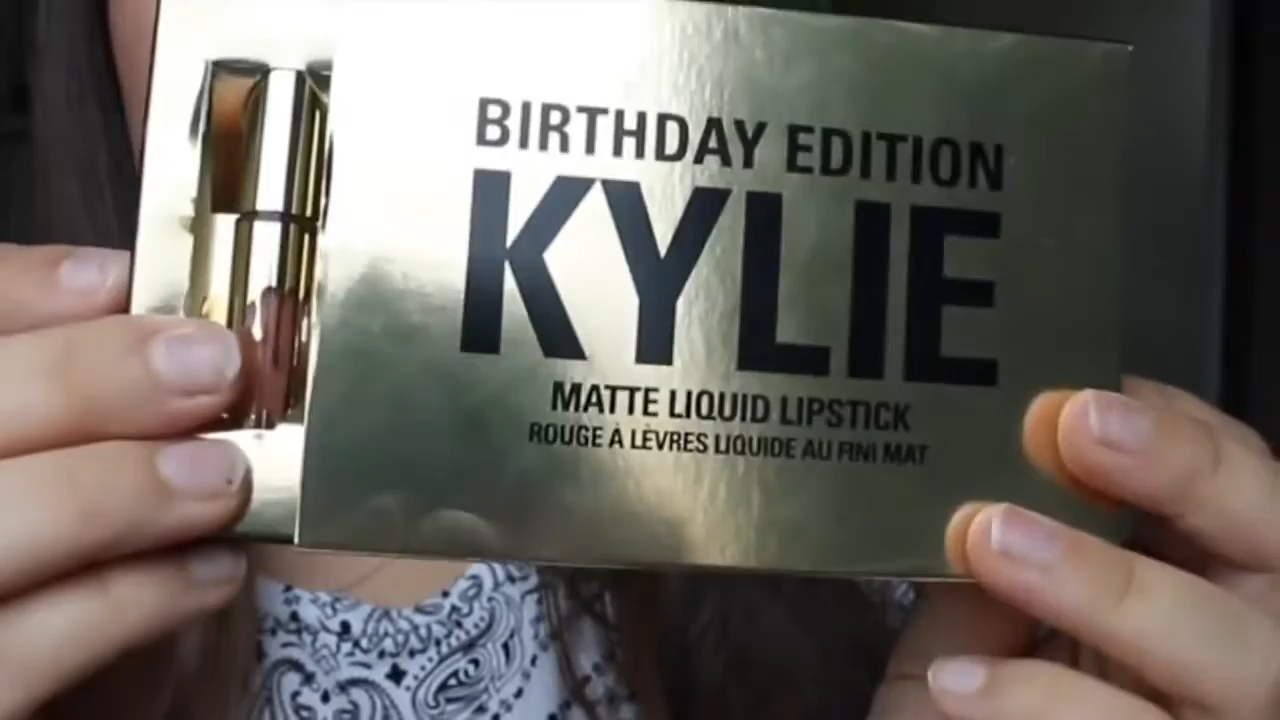 BIRTHDAY EDITION
KYLIE
MATTE LIQUID LIPSTICK
ROUGE À LÈVRES LIQUIDE AU FINI MAT